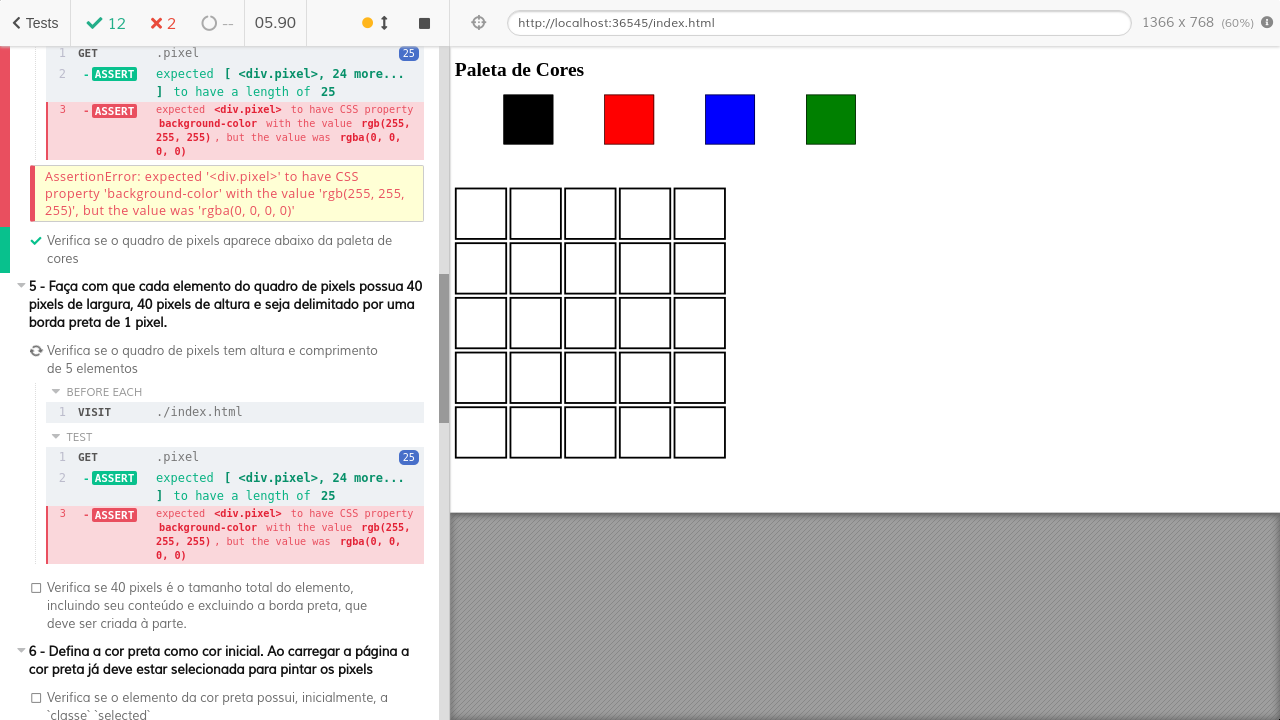 Tests 12 2 -- 05.90 http://localhost:36545/index.html 1366 x 768 (60%)
1 GET .pixel 25
2 -ASSERT expected [ <div.pixel>, 24 more...
] to have a length of 25
3 -ASSERT expected <div.pixel> to have CSS property
background-color with the value rgb(255,
255, 255), but the value was rgba(0, 0,
0, 0)
AssertionError: expected '<div.pixel>' to have CSS
property 'background-color' with the value 'rgb(255, 255,
255)', but the value was 'rgba(0, 0, 0, 0)'
Verifica se o quadro de pixels aparece abaixo da paleta de
cores
5 - Faça com que cada elemento do quadro de pixels possua 40
pixels de largura, 40 pixels de altura e seja delimitado por uma
borda preta de 1 pixel.
Verifica se o quadro de pixels tem altura e comprimento
de 5 elementos
BEFORE EACH
1 VISIT ./index.html
TEST
1 GET .pixel 25
2 -ASSERT expected [ <div.pixel>, 24 more...
] to have a length of 25
3 -ASSERT expected <div.pixel> to have CSS property
background-color with the value rgb(255,
255, 255), but the value was rgba(0, 0,
0, 0)
Verifica se 40 pixels é o tamanho total do elemento,
incluindo seu conteúdo e excluindo a borda preta, que
deve ser criada à parte.
6 - Defina a cor preta como cor inicial. Ao carregar a página a
cor preta já deve estar selecionada para pintar os pixels
Verifica se o elemento da cor preta possui, inicialmente, a
`classe` `selected`
Paleta de Cores